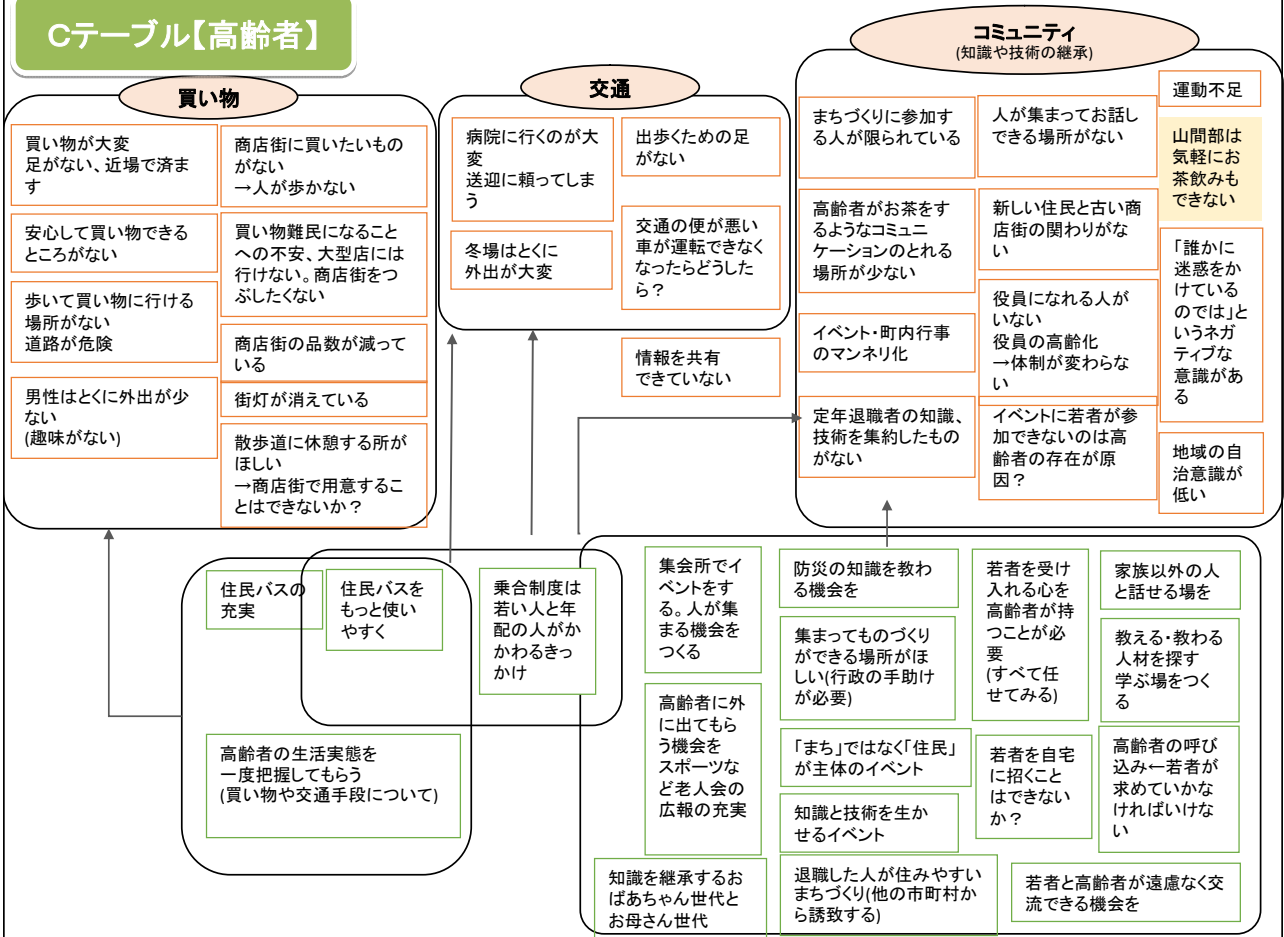 Cテーブル【高齢者】
買い物
買い物が大変
足がない、近場で済ま
す
安心して買い物できる
ところがない
歩いて買い物に行ける
場所がない
道路が危険
男性はとくに外出が少
ない
(趣味がない)
商店街に買いたいもの
がない
→人が歩かない
買い物難民になること
への不安、大型店には
行けない。商店街をつ
ぶしたくない
商店街の品数が減って
いる
街灯が消えている
散歩道に休憩する所が
ほしい
→商店街で用意するこ
とはできないか？
交通
病院に行くのが大
変
送迎に頼ってしま
う
冬場はとくに
外出が大変
出歩くための足
がない
交通の便が悪い
車が運転できなく
なったらどうした
ら？
情報を共有
できていない
コミュニティ
(知識や技術の継承)
まちづくりに参加す
る人が限られている
高齢者がお茶をす
るようなコミュニ
ケーションのとれる
場所が少ない
イベント・町内行事
のマンネリ化
定年退職者の知識、
技術を集約したもの
がない
人が集まってお話し
できる場所がない
新しい住民と古い商
店街の関わりがな
い
役員になれる人が
いない
役員の高齢化
→体制が変わらな
い
イベントに若者が参
加できないのは高
齢者の存在が原
因？
運動不足
山間部は
気軽にお
茶飲みも
できない
「誰かに
迷惑をか
けている
のでは」と
いうネガ
ティブな
意識があ
る
地域の自
治意識が
低い
住民バスの
充実
住民バスを
もっと使い
やすく
乗合制度は
若い人と年
配の人がか
かわるきっ
かけ
高齢者の生活実態を
一度把握してもらう
(買い物や交通手段について)
集会所でイ
ベントをす
る。人が集
まる機会を
つくる
高齢者に外
に出てもら
う機会を
スポーツな
ど老人会の
広報の充実
知識を継承するお
ばあちゃん世代と
お母さん世代
防災の知識を教わ
る機会を
集まってものづくり
ができる場所がほ
しい(行政の手助け
が必要)
「まち」ではなく「住民」
が主体のイベント
知識と技術を生か
せるイベント
退職した人が住みやすい
まちづくり(他の市町村か
ら誘致する)
若者を受け
入れる心を
高齢者が持
つことが必
要
(すべて任
せてみる)
若者を自宅
に招くこと
はできない
か？
家族以外の人
と話せる場を
教える・教わる
人材を探す
学ぶ場をつく
る
高齢者の呼び
込み←若者が
求めていかな
ければいけな
い
若者と高齢者が遠慮なく交
流できる機会を